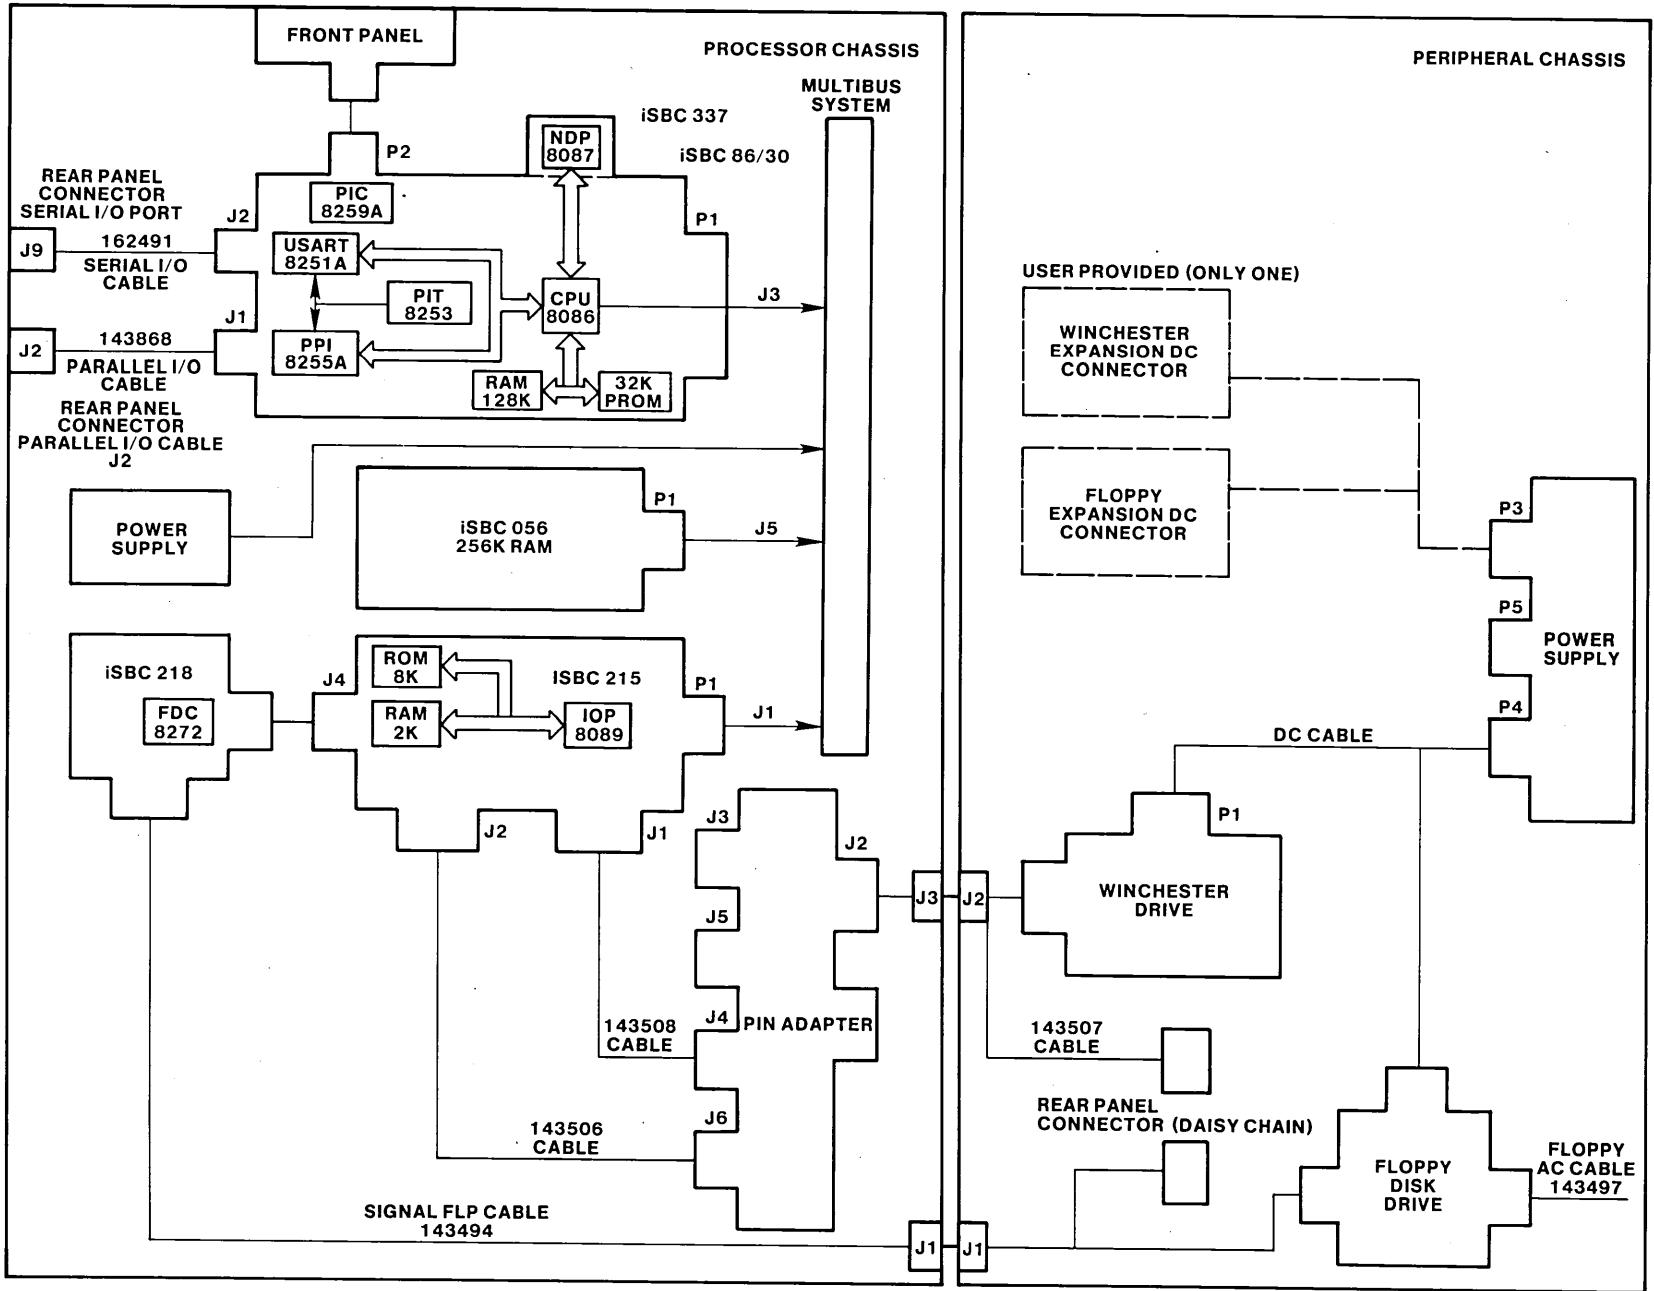 FRONT PANEL
PROCESSOR CHASSIS
PERIPHERAL CHASSIS
MULTIBUS
SYSTEM
iSBC 337
NDP
8087
iSBC 86/30
P2
REAR PANEL
CONNECTOR
SERIAL I/O PORT
PIC
8259A
J2
P1
J9
162491
SERIAL I/O
CABLE
USART
8251A
PIT
8253
CPU
8086
J3
J1
J2
143868
PARALLEL I/O
CABLE
PPI
8255A
RAM
128K
32K
PROM
REAR PANEL
CONNECTOR
PARALLEL I/O CABLE
J2
USER PROVIDED (ONLY ONE)
WINCHESTER
EXPANSION DC
CONNECTOR
FLOPPY
EXPANSION DC
CONNECTOR
POWER
SUPPLY
iSBC 056
256K RAM
P1
J5
P3
P5
POWER
SUPPLY
P4
iSBC 218
FDC
8272
J4
ROM
8K
ISBC 215
RAM
2K
IOP
8089
P1
J1
J2
J1
DC CABLE
P1
WINCHESTER
DRIVE
J3
J2
J5
J4
J6
PIN ADAPTER
J3
J2
143508
CABLE
143506
CABLE
143507
CABLE
REAR PANEL
CONNECTOR (DAISY CHAIN)
FLOPPY
DISK
DRIVE
FLOPPY
AC CABLE
143497
SIGNAL FLP CABLE
143494
J1
J1